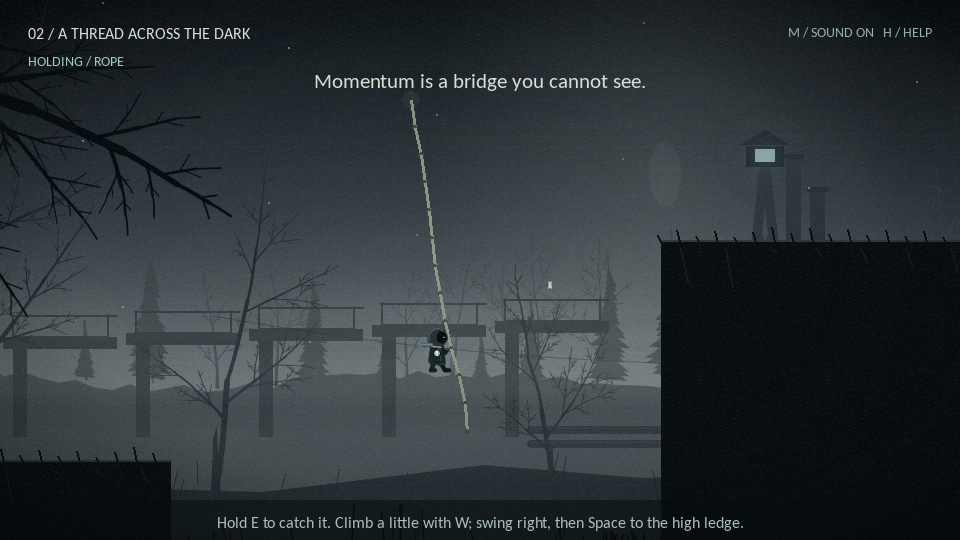 02 / A THREAD ACROSS THE DARK
M / SOUND ON H / HELP
HOLDING / ROPE
Momentum is a bridge you cannot see.
Hold E to catch it. Climb a little with W; swing right, then Space to the high ledge.